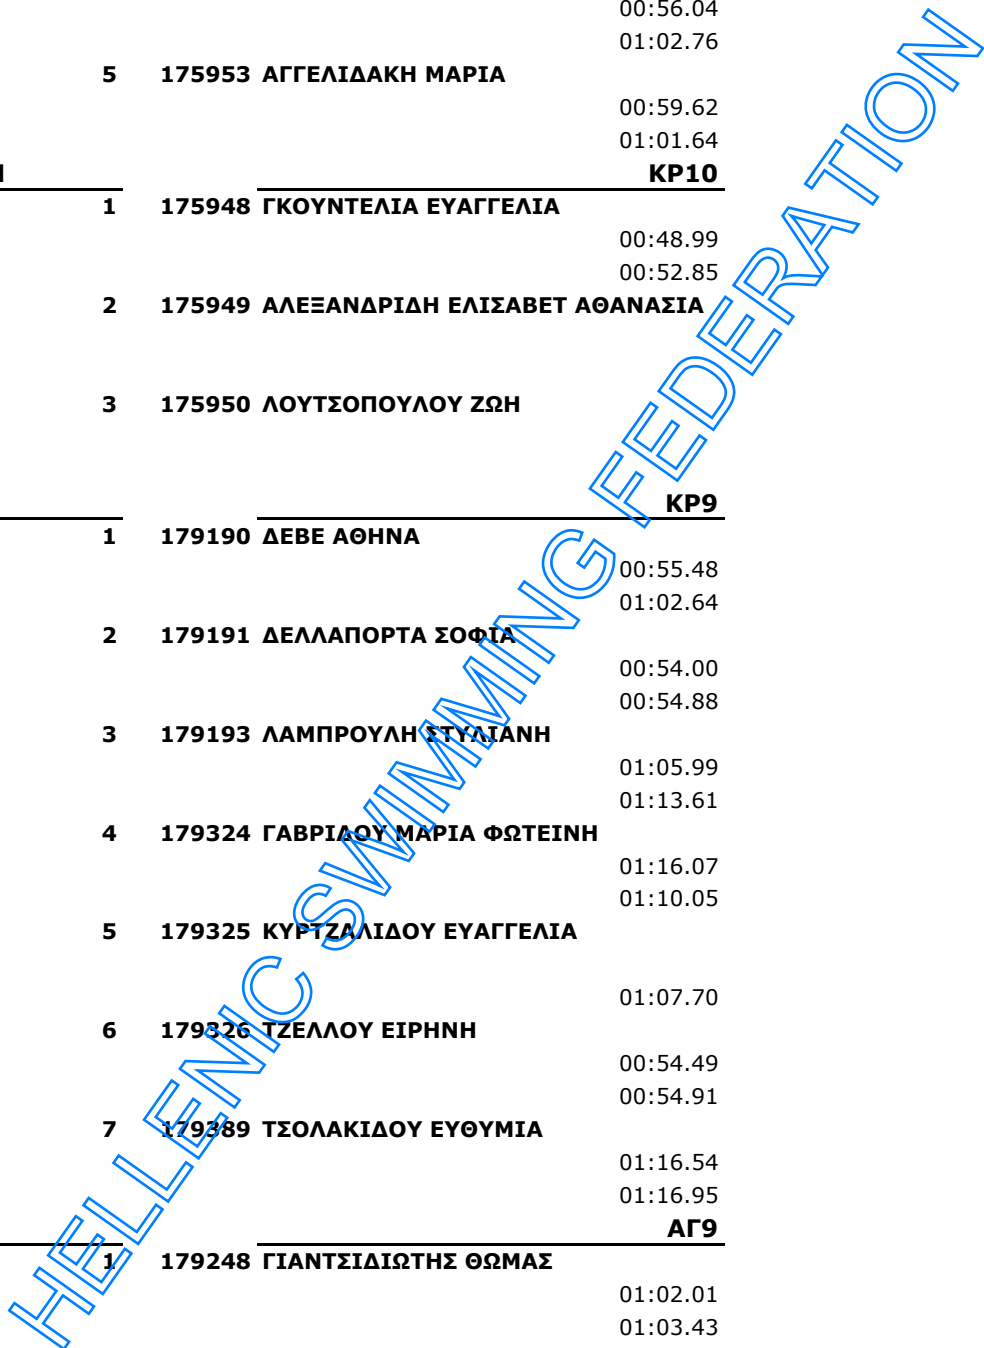 00:56.04
01:02.76
5 175953 ΑΓΓΕΛΙΔΑΚΗ ΜΑΡΙΑ
00:59.62
01:01.64
ΚΡ10
1 175948 ΓΚΟΥΝΤΕΛΙΑ ΕΥΑΓΓΕΛΙΑ
00:48.99
00:52.85
2 175949 ΑΛΕΞΑΝΔΡΙΔΗ ΕΛΙΣΑΒΕΤ ΑΘΑΝΑΣΙΑ
3 175950 ΛΟΥΤΣΟΠΟΥΛΟΥ ΖΩΗ
ΚΡ9
1 179190 ΔΕΒΕ ΑΘΗΝΑ
00:55.48
01:02.64
2 179191 ΔΕΛΛΑΠΟΡΤΑ ΣΟΦΙΑ
00:54.00
00:54.88
3 179193 ΛΑΜΠΡΟΥΛΗ ΣΤΥΛΙΑΝΗ
01:05.99
01:13.61
4 179324 ΓΑΒΡΙΔΟΥ ΜΑΡΙΑ ΦΩΤΕΙΝΗ
01:16.07
01:10.05
5 179325 ΚΥΡΤΖΑΛΙΔΟΥ ΕΥΑΓΓΕΛΙΑ
01:07.70
6 179326 ΤΖΕΛΛΟΥ ΕΙΡΗΝΗ
00:54.49
00:54.91
7 179389 ΤΣΟΛΑΚΙΔΟΥ ΕΥΘΥΜΙΑ
01:16.54
01:16.95
ΑΓ9
1 179248 ΓΙΑΝΤΣΙΔΙΩΤΗΣ ΘΩΜΑΣ
01:02.01
01:03.43
HELLENIC SWIMMING FEDERATION